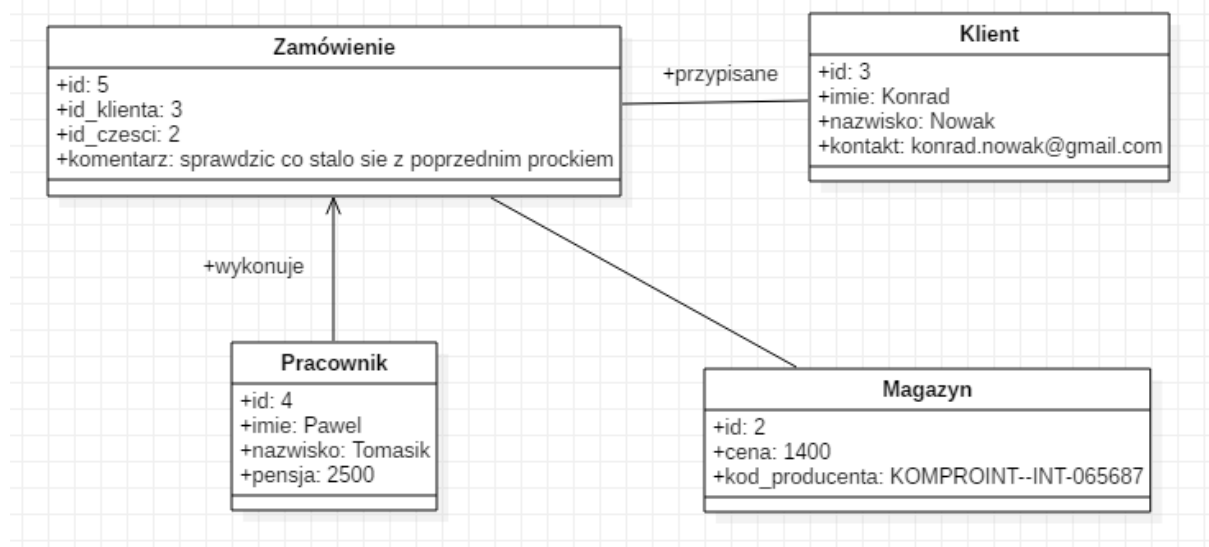 Zamówienie
+id: 5
+id_klienta: 3
+id_czesci: 2
+komentarz: sprawdzic co stalo sie z poprzednim prockiem
+przypisane
Klient
+id: 3
+imie: Konrad
+nazwisko: Nowak
+kontakt: konrad.nowak@gmail.com
+wykonuje
Pracownik
+id: 4
+imie: Pawel
+nazwisko: Tomasik
+pensja: 2500
Magazyn
+id: 2
+cena: 1400
+kod_producenta: KOMPROINT--INT-065687